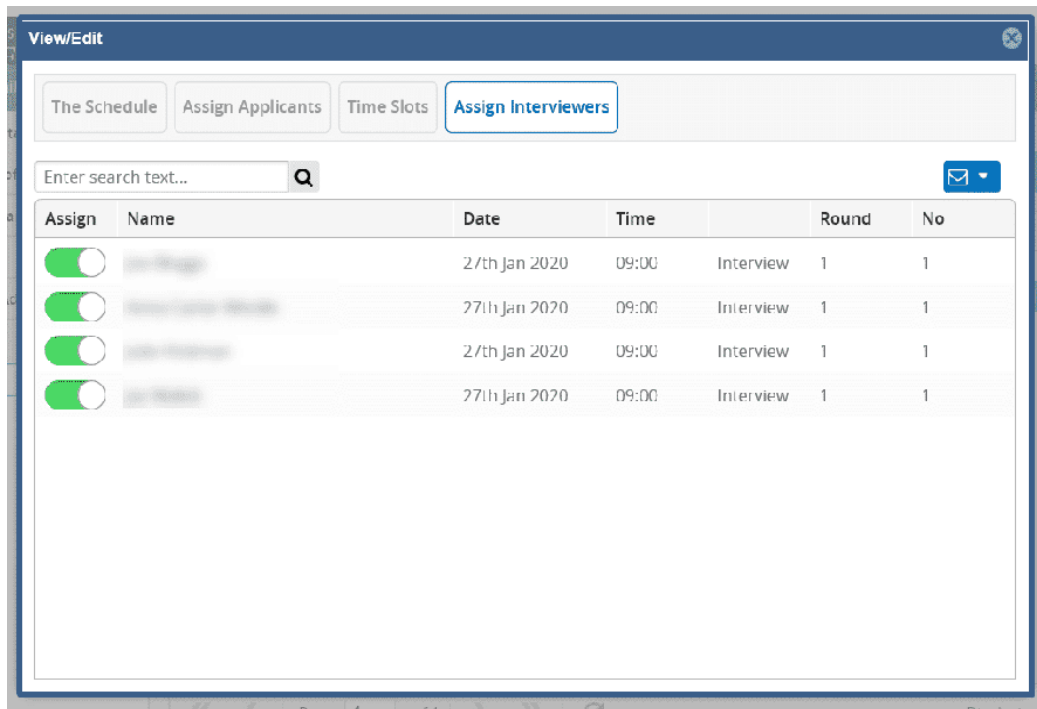 View/Edit
The Schedule Assign Applicants Time Slots Assign Interviewers
Enter search text...
Assign Name Date Time Round No
27th Jan 2020 09:00 Interview 1 1
27th Jan 2020 09:00 Interview 1 1
27th Jan 2020 09:00 Interview 1 1
27th Jan 2020 09:00 Interview 1 1